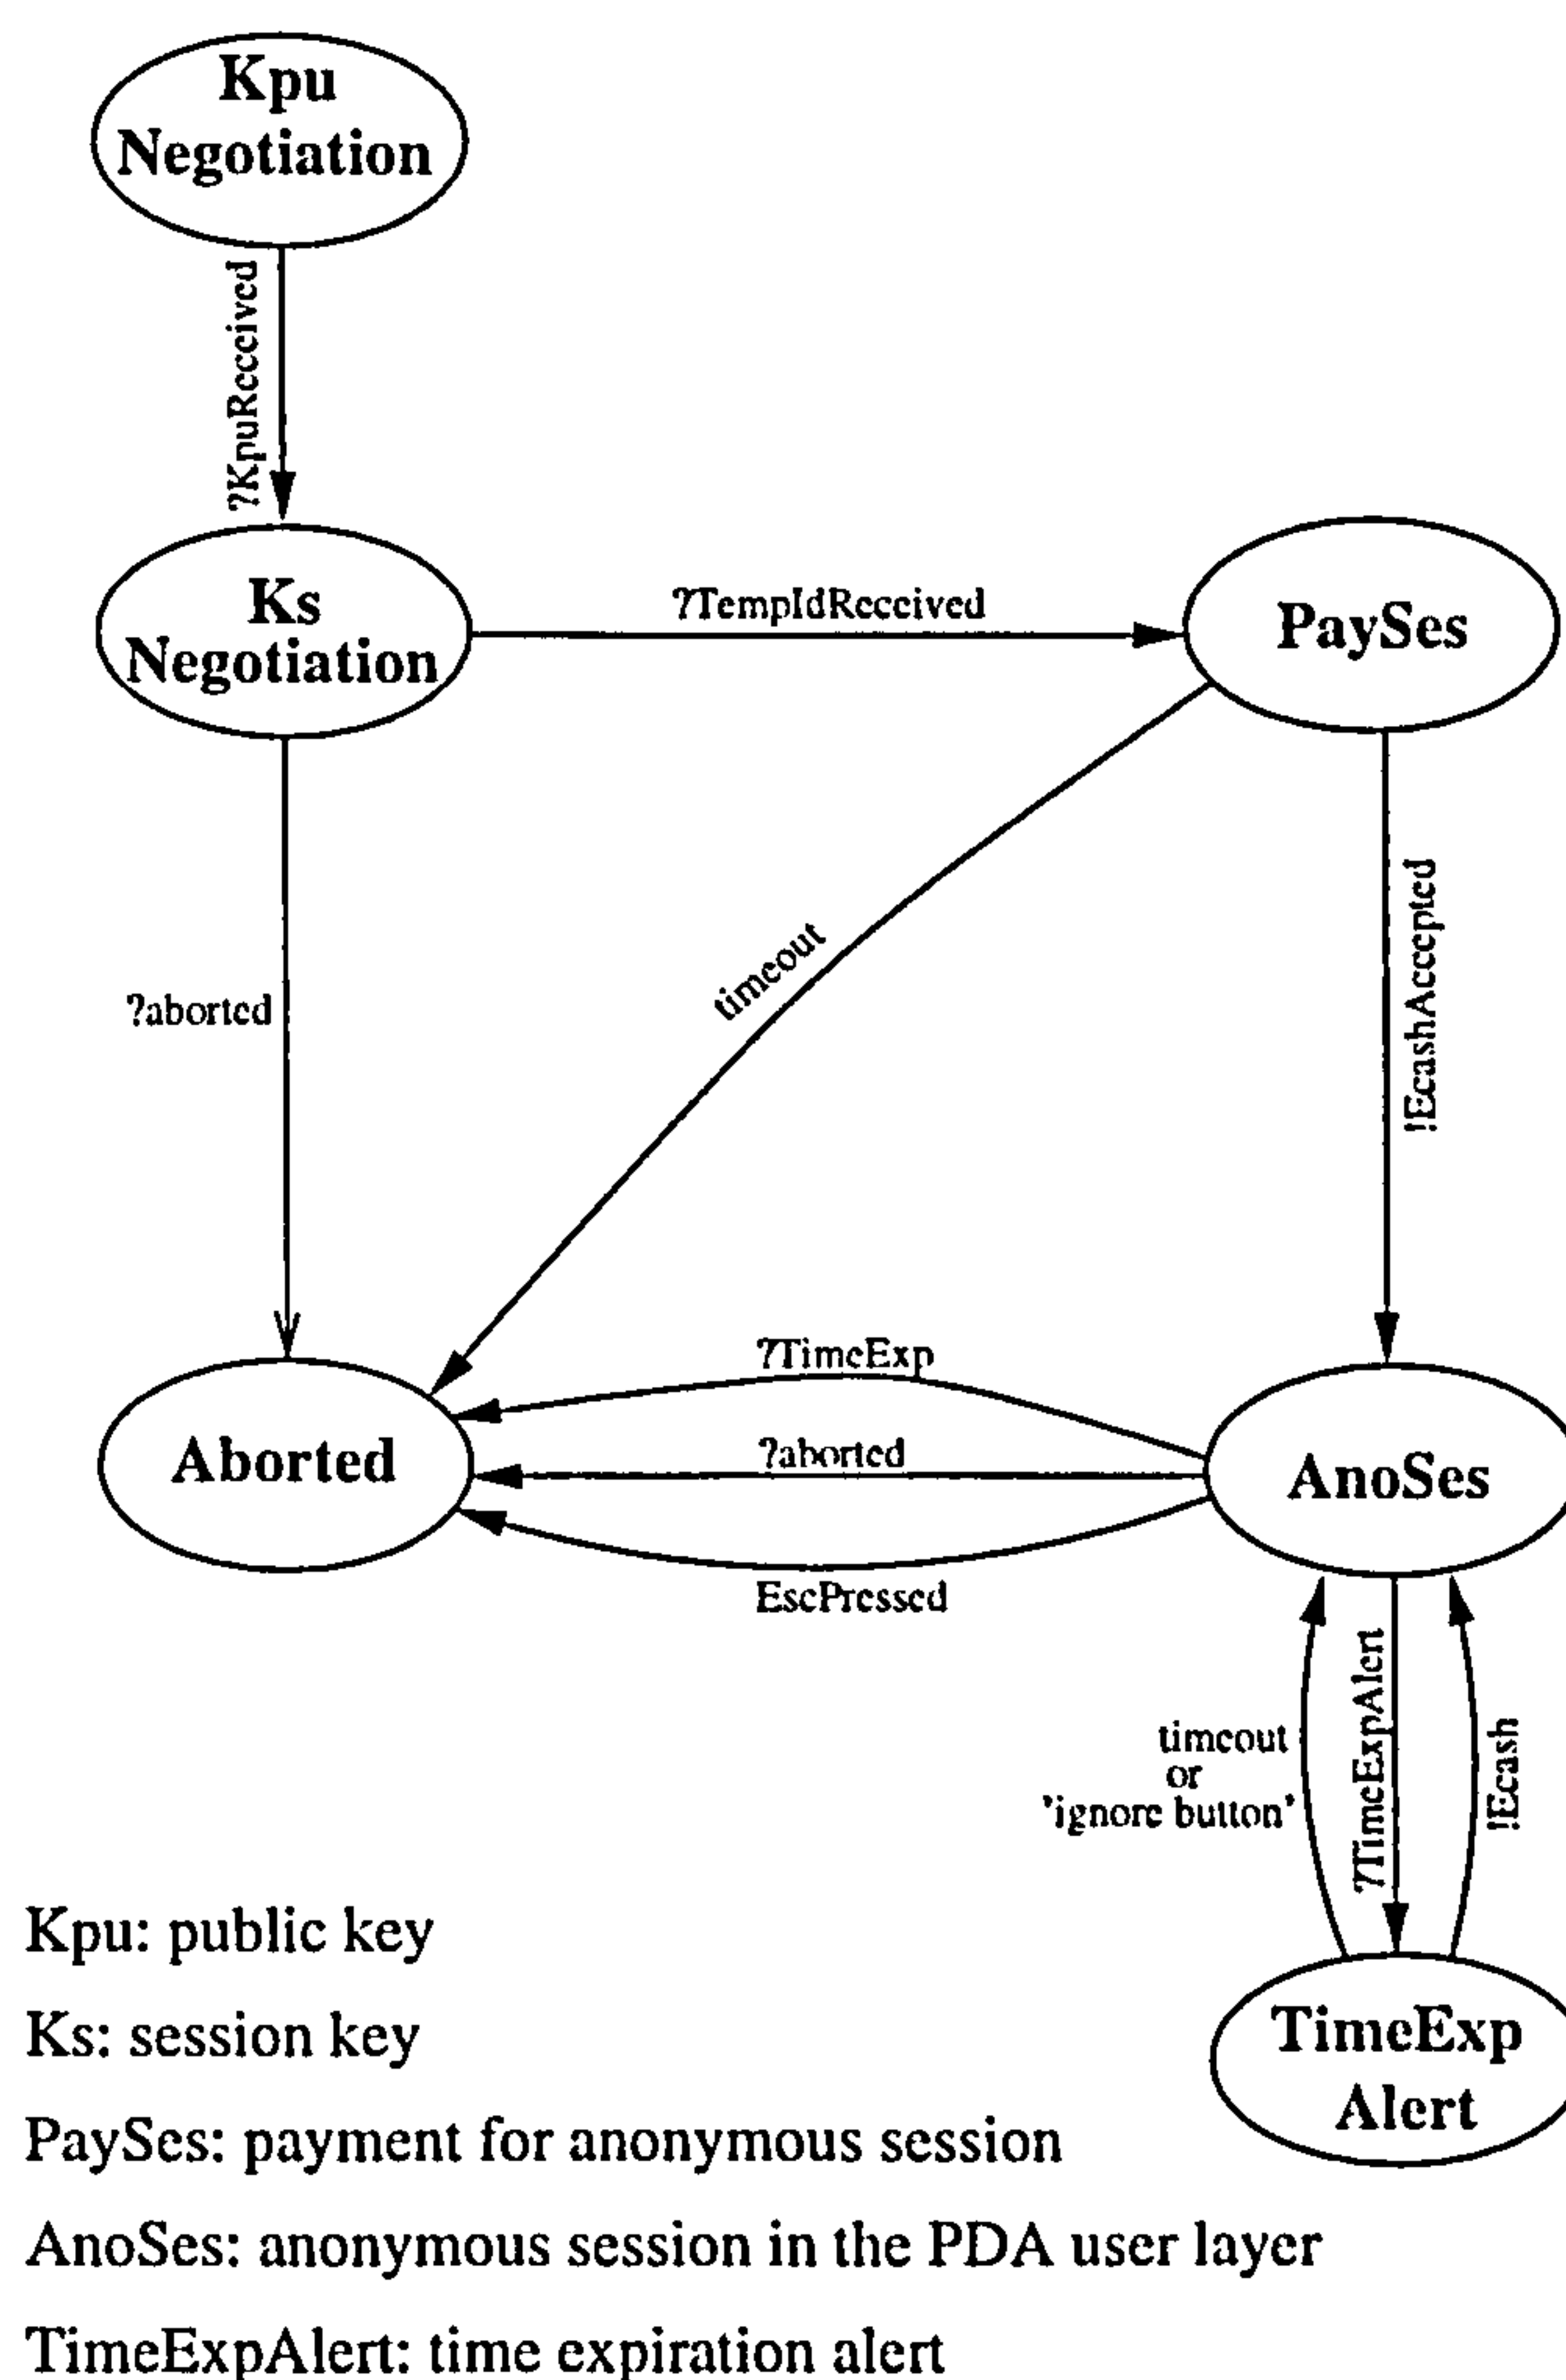 Kpu
Negotiation
?KpuReceived
Ks
Negotiation
?TempIdReceived
PaySes
timeout
!EcashAccepted
?aborted
?TimeExp
Aborted
?aborted
AnoSes
EscPressed
timeout
or
'ignore button'
?TimeExpAlert
!Ecash
TimeExp
Alert
Kpu: public key
Ks: session key
PaySes: payment for anonymous session
AnoSes: anonymous session in the PDA user layer
TimeExpAlert: time expiration alert